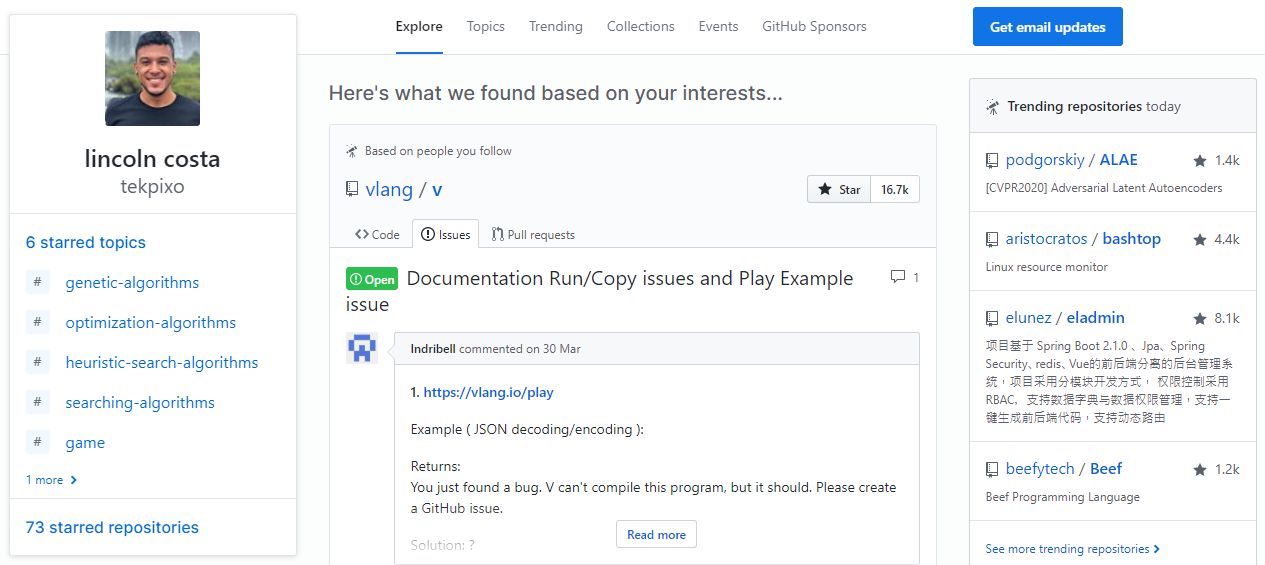 Explore Topics Trending Collections Events GitHub Sponsors
Get email updates
lincoln costa
tekpixo
6 starred topics
# genetic-algorithms
# optimization-algorithms
# heuristic-search-algorithms
# searching-algorithms
# game
1 more
73 starred repositories
Here's what we found based on your interests...
Based on people you follow
vlang / v
Star 16.7k
Code Issues Pull requests
Open Documentation Run/Copy issues and Play Example
issue
1
Indribell commented on 30 Mar
1. https://vlang.io/play
Example ( JSON decoding/encoding ):
Returns:
You just found a bug. V can't compile this program, but it should. Please create
a GitHub issue.
Read more
Solution: ?
Trending repositories today
podgorskiy / ALAE 1.4k
[CVPR2020] Adversarial Latent Autoencoders
aristocratos / bashtop 4.4k
Linux resource monitor
elunez / eladmin 8.1k
项目基于 Spring Boot 2.1.0 、Jpa、Spring
Security、redis、Vue的前后端分离的后台管理系
统，项目采用分模块开发方式， 权限控制采用
RBAC，支持数据字典与数据权限管理，支持一
键生成前后端代码，支持动态路由
beefytech / Beef 1.2k
Beef Programming Language
See more trending repositories